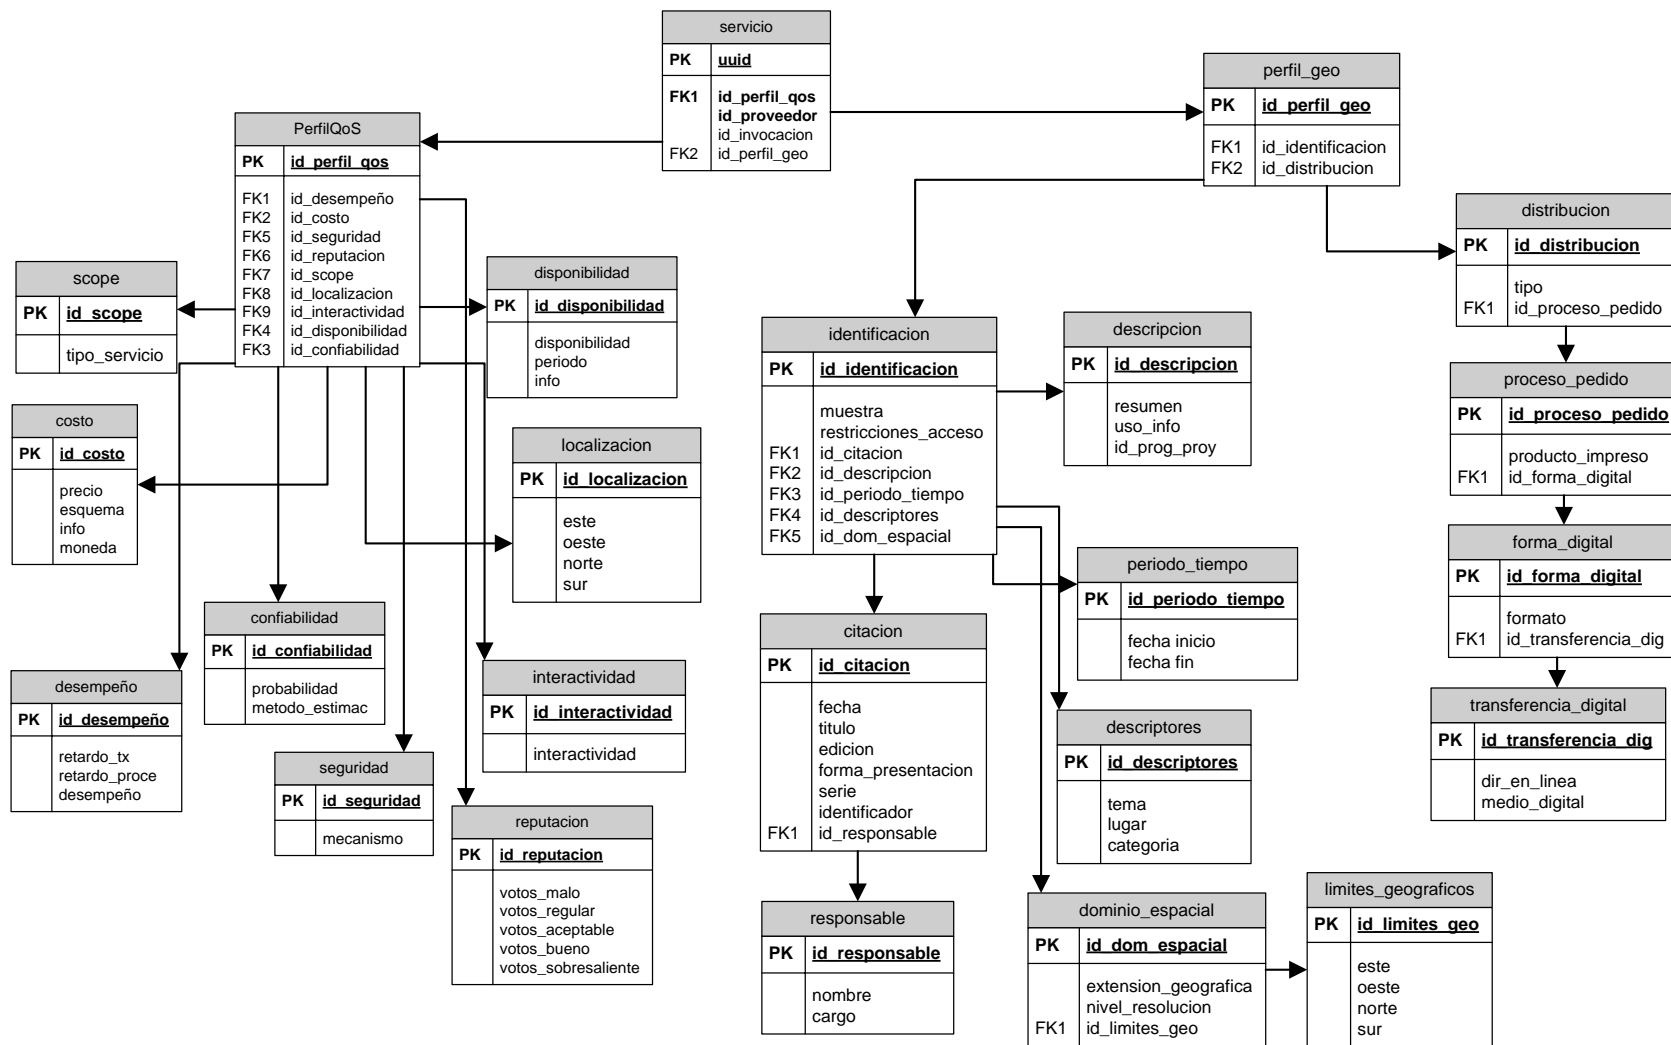 servicio
PK uuid
FK1 id_perfil_qos
id_proveedor
id_invocacion
FK2 id_perfil_geo
perfil_geo
PK id_perfil_geo
FK1 id_identificacion
FK2 id_distribucion
PerfilQoS
PK id_perfil_qos
FK1 id_desempeño
FK2 id_costo
FK5 id_seguridad
FK6 id_reputacion
FK7 id_scope
FK8 id_localizacion
FK9 id_interactividad
FK4 id_disponibilidad
FK3 id_confiabilidad
distribucion
PK id_distribucion
tipo
FK1 id_proceso_pedido
scope
PK id_scope
tipo_servicio
disponibilidad
PK id_disponibilidad
disponibilidad
periodo
info
identificacion
PK id_identificacion
muestra
restricciones_acceso
FK1 id_citacion
FK2 id_descripcion
FK3 id_periodo_tiempo
FK4 id_descriptores
FK5 id_dom_espacial
descripcion
PK id_descripcion
resumen
uso_info
id_prog_proy
proceso_pedido
PK id_proceso_pedido
producto_impreso
FK1 id_forma_digital
costo
PK id_costo
precio
esquema
info
moneda
localizacion
PK id_localizacion
este
oeste
norte
sur
forma_digital
PK id_forma_digital
formato
FK1 id_transferencia_dig
periodo_tiempo
PK id_periodo_tiempo
fecha inicio
fecha fin
confiabilidad
PK id_confiabilidad
probabilidad
metodo_estimac
citacion
PK id_citacion
fecha
titulo
edicion
forma_presentacion
serie
identificador
FK1 id_responsable
desempeño
PK id_desempeño
retardo_tx
retardo_proce
desempeño
interactividad
PK id_interactividad
interactividad
transferencia_digital
PK id_transferencia_dig
dir_en_linea
medio_digital
descriptores
PK id_descriptores
tema
lugar
categoria
seguridad
PK id_seguridad
mecanismo
reputacion
PK id_reputacion
votos_malo
votos_regular
votos_aceptable
votos_bueno
votos_sobresaliente
responsable
PK id_responsable
nombre
cargo
dominio_espacial
PK id_dom_espacial
extension_geografica
nivel_resolucion
FK1 id_limites_geo
limites_geograficos
PK id_limites_geo
este
oeste
norte
sur